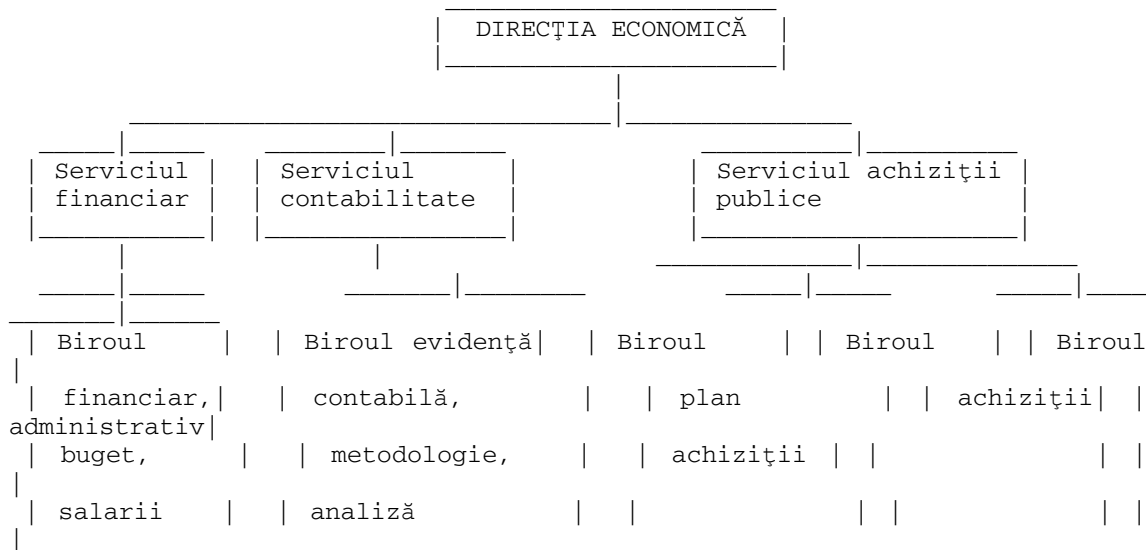 DIRECŢIA ECONOMICĂ
Serviciul Serviciul Serviciul achiziţii
financiar contabilitate publice
Biroul Biroul evidenţă Biroul Biroul Biroul
financiar, contabilă, plan achiziţii
administrativ
buget, metodologie, achiziţii
salarii analiză